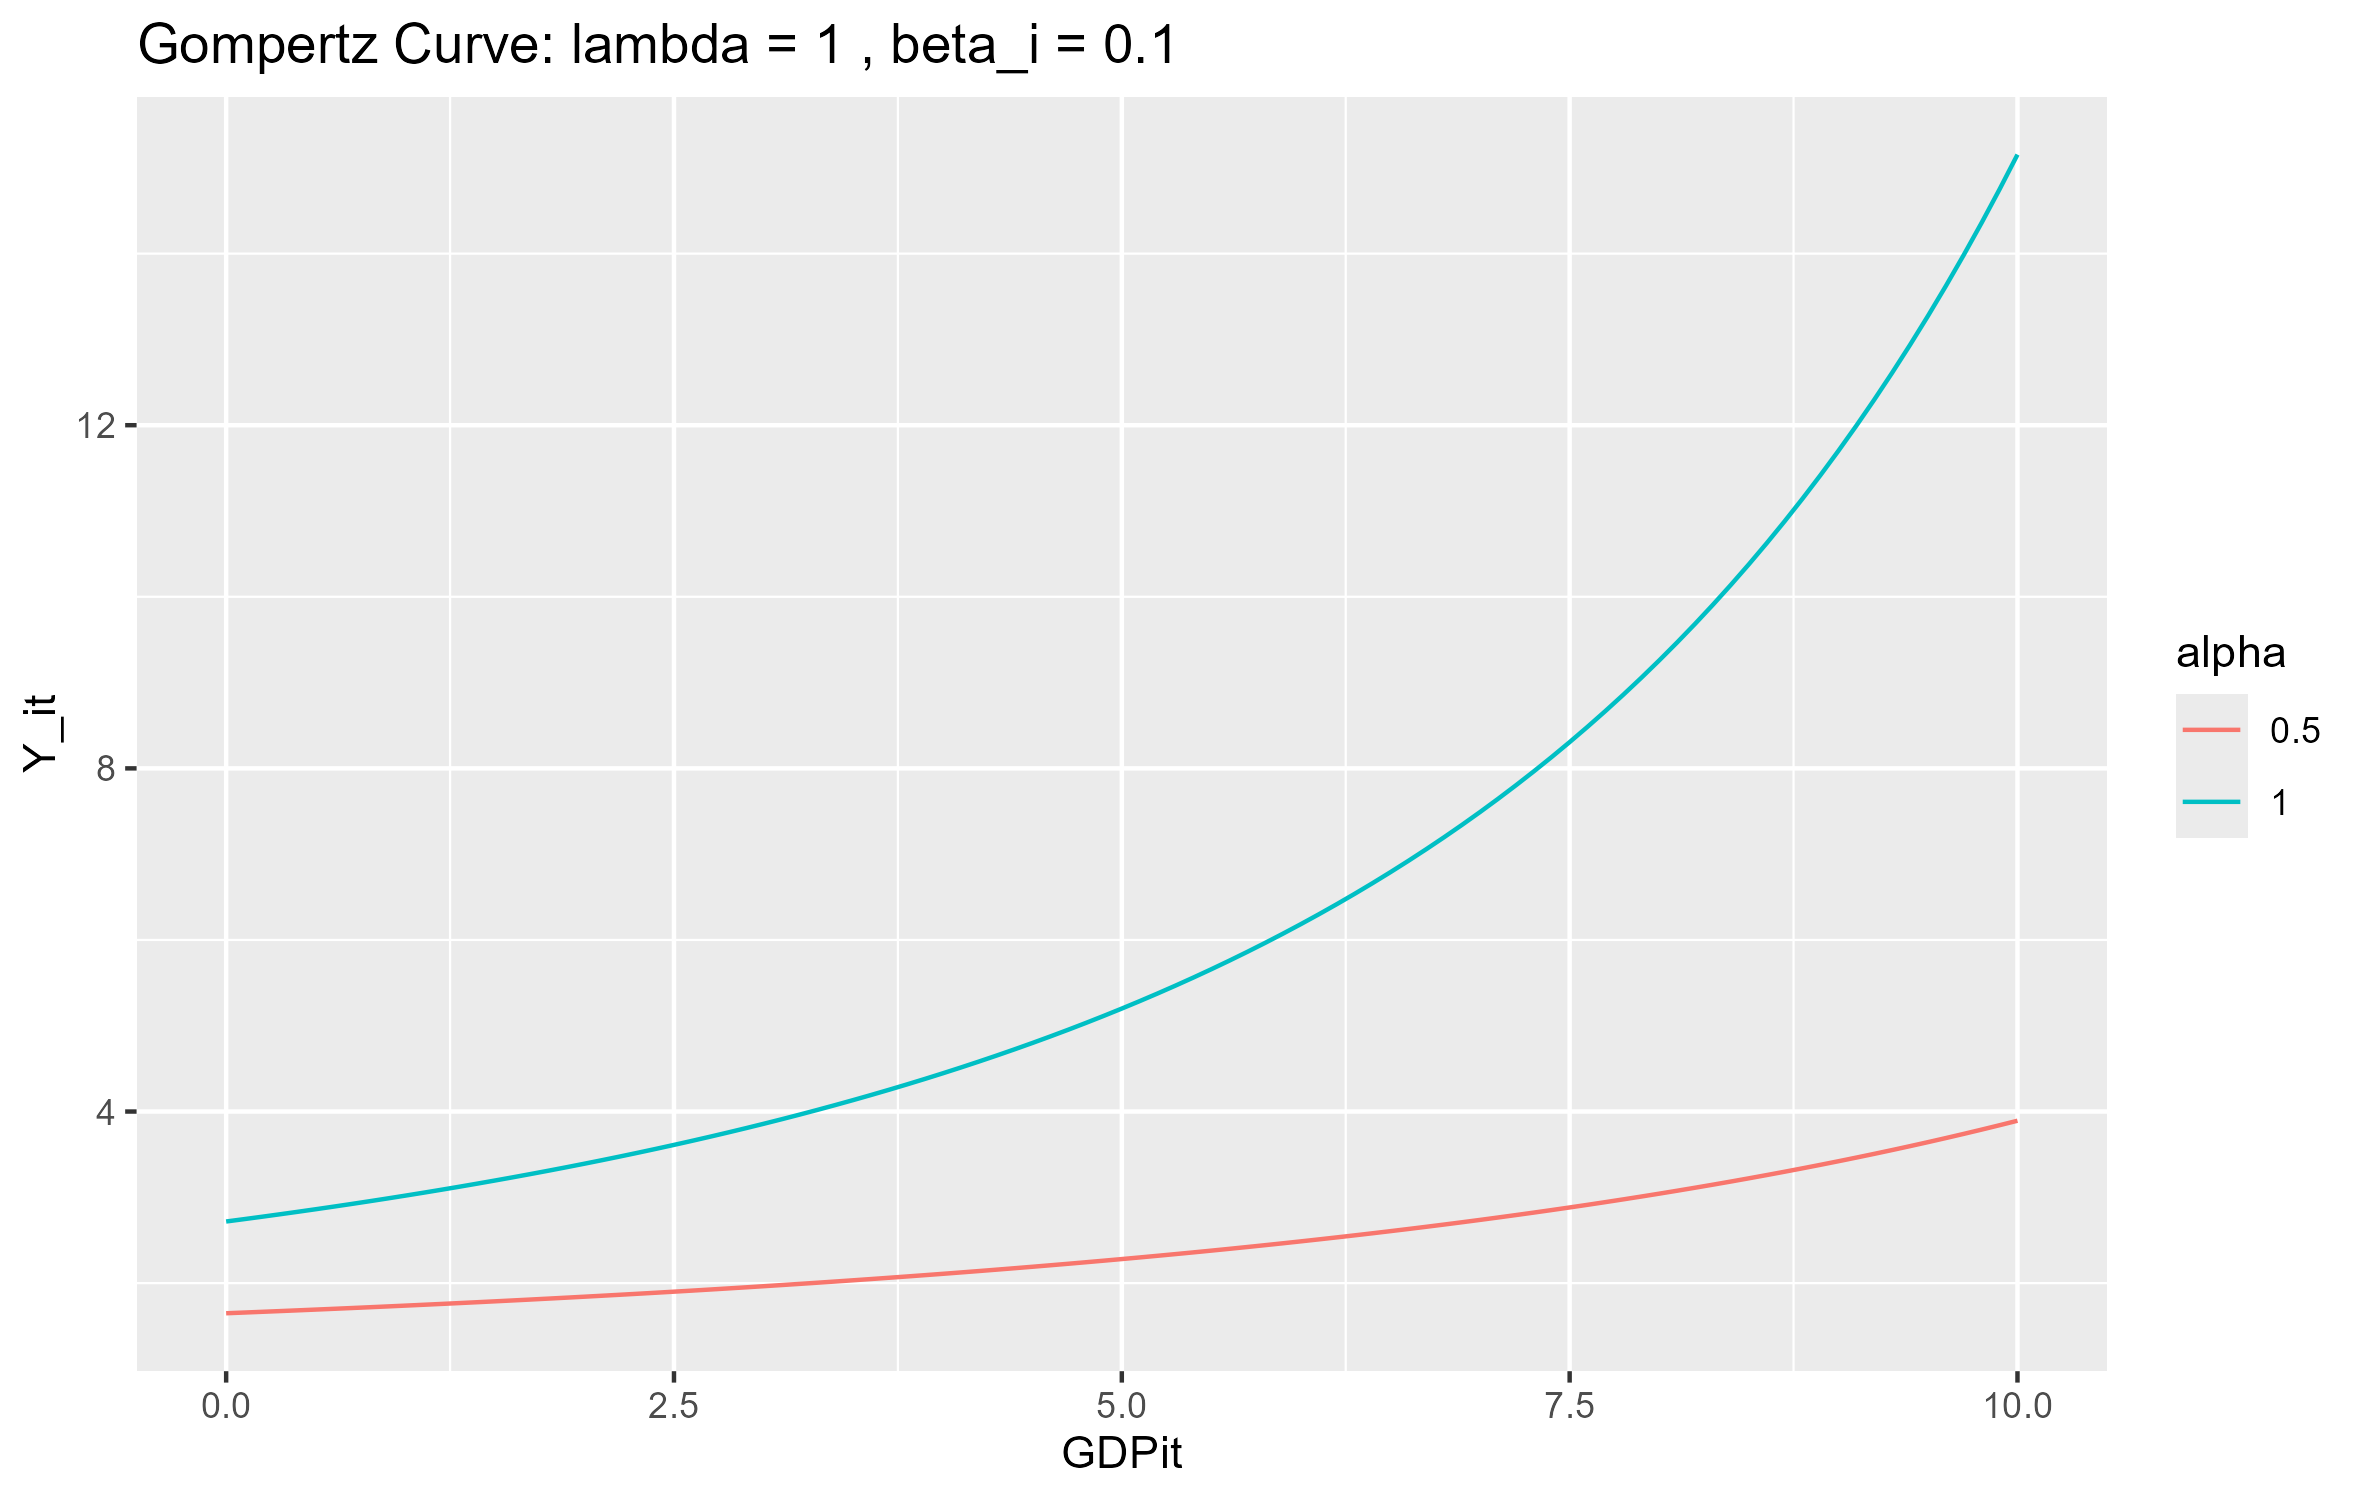 Gompertz Curve: lambda = 1 , beta_i = 0.1
Y_it
12
8
4
0.0
2.5
5.0
7.5
10.0
GDPit
alpha
0.5
1